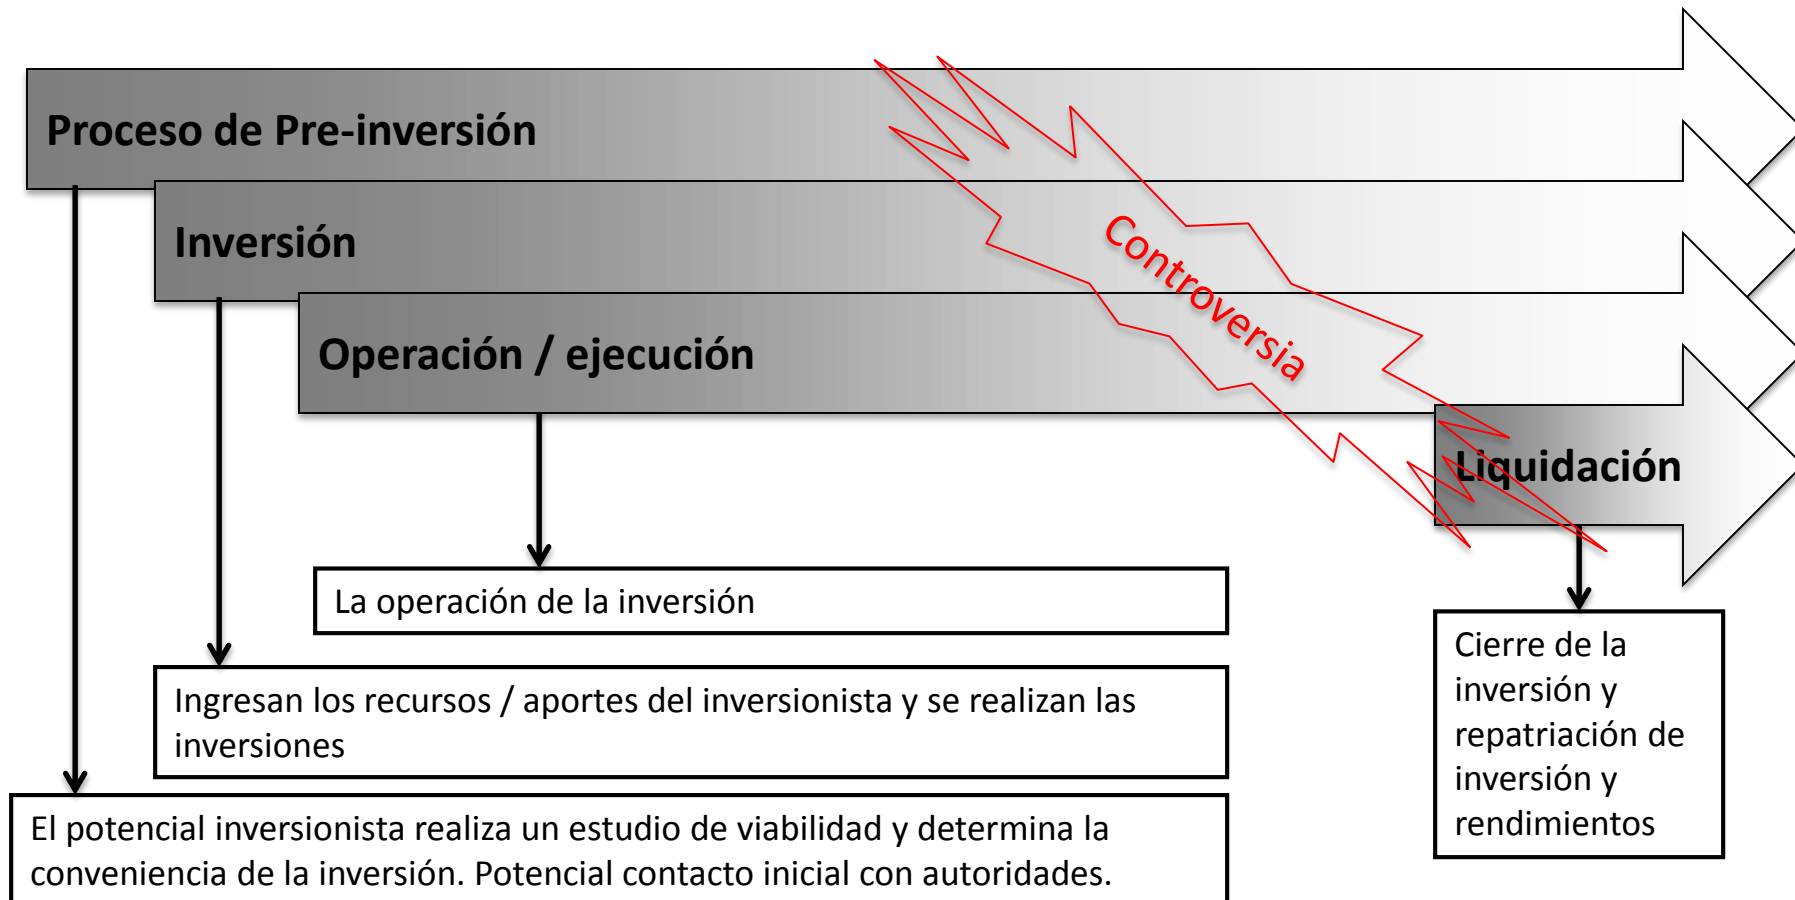 Proceso de Pre-inversión
Inversión
Controversia
Operación / ejecución
Liquidación
La operación de la inversión
Ingresan los recursos / aportes del inversionista y se realizan las
inversiones
El potencial inversionista realiza un estudio de viabilidad y determina la
conveniencia de la inversión. Potencial contacto inicial con autoridades.
Cierre de la
inversión y
repatriación de
inversión y
rendimientos